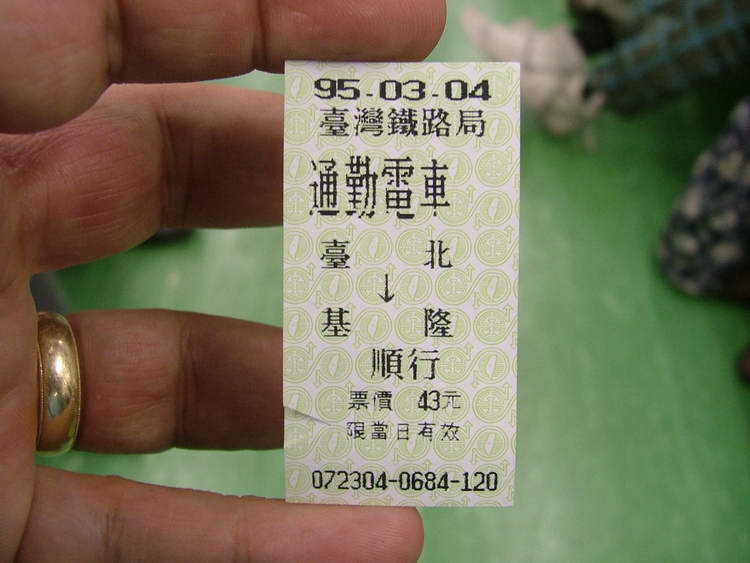 95-03-04
臺灣鐵路局
通勤電車
臺 北
↓
基 隆
順行
票價 43元
限當日有效
072304-0684-120